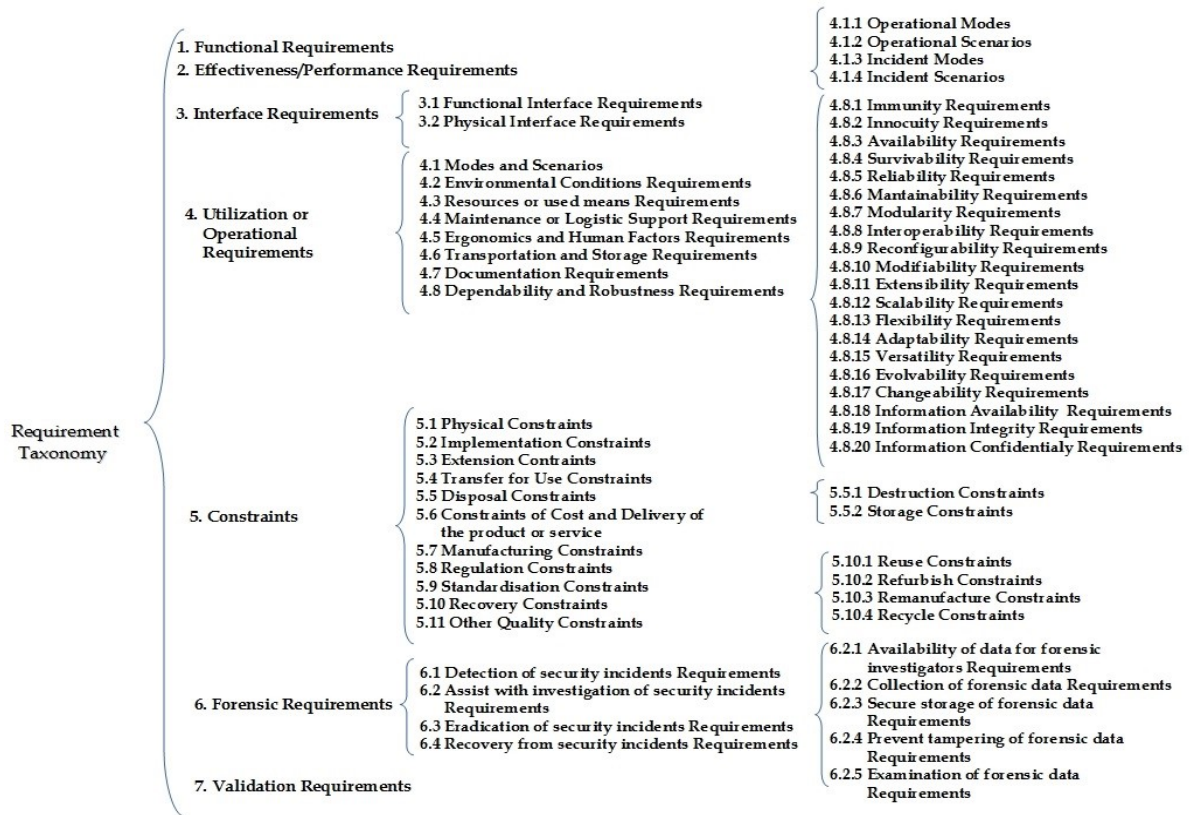 Requirement
Taxonomy
1. Functional Requirements
2. Effectiveness/Performance Requirements
3. Interface Requirements
3.1 Functional Interface Requirements
3.2 Physical Interface Requirements
4. Utilization or
Operational
Requirements
4.1 Modes and Scenarios
4.2 Environmental Conditions Requirements
4.3 Resources or used means Requirements
4.4 Maintenance or Logistic Support Requirements
4.5 Ergonomics and Human Factors Requirements
4.6 Transportation and Storage Requirements
4.7 Documentation Requirements
4.8 Dependability and Robustness Requirements
4.1.1 Operational Modes
4.1.2 Operational Scenarios
4.1.3 Incident Modes
4.1.4 Incident Scenarios
4.8.1 Immunity Requirements
4.8.2 Innocuity Requirements
4.8.3 Availability Requirements
4.8.4 Survivability Requirements
4.8.5 Reliability Requirements
4.8.6 Mantainability Requirements
4.8.7 Modularity Requirements
4.8.8 Interoperability Requirements
4.8.9 Reconfigurability Requirements
4.8.10 Modifiability Requirements
4.8.11 Extensibility Requirements
4.8.12 Scalability Requirements
4.8.13 Flexibility Requirements
4.8.14 Adaptability Requirements
4.8.15 Versatility Requirements
4.8.16 Evolvability Requirements
4.8.17 Changeability Requirements
4.8.18 Information Availability Requirements
4.8.19 Information Integrity Requirements
4.8.20 Information Confidentialy Requirements
5. Constraints
5.1 Physical Constraints
5.2 Implementation Constraints
5.3 Extension Contraints
5.4 Transfer for Use Constraints
5.5 Disposal Constraints
5.6 Constraints of Cost and Delivery of
the product or service
5.7 Manufacturing Constraints
5.8 Regulation Constraints
5.9 Standardisation Constraints
5.10 Recovery Constraints
5.11 Other Quality Constraints
5.5.1 Destruction Constraints
5.5.2 Storage Constraints
5.10.1 Reuse Constraints
5.10.2 Refurbish Constraints
5.10.3 Remanufacture Constraints
5.10.4 Recycle Constraints
6. Forensic Requirements
6.1 Detection of security incidents Requirements
6.2 Assist with investigation of security incidents
Requirements
6.3 Eradication of security incidents Requirements
6.4 Recovery from security incidents Requirements
6.2.1 Availability of data for forensic
investigators Requirements
6.2.2 Collection of forensic data Requirements
6.2.3 Secure storage of forensic data
Requirements
6.2.4 Prevent tampering of forensic data
Requirements
6.2.5 Examination of forensic data
Requirements
7. Validation Requirements